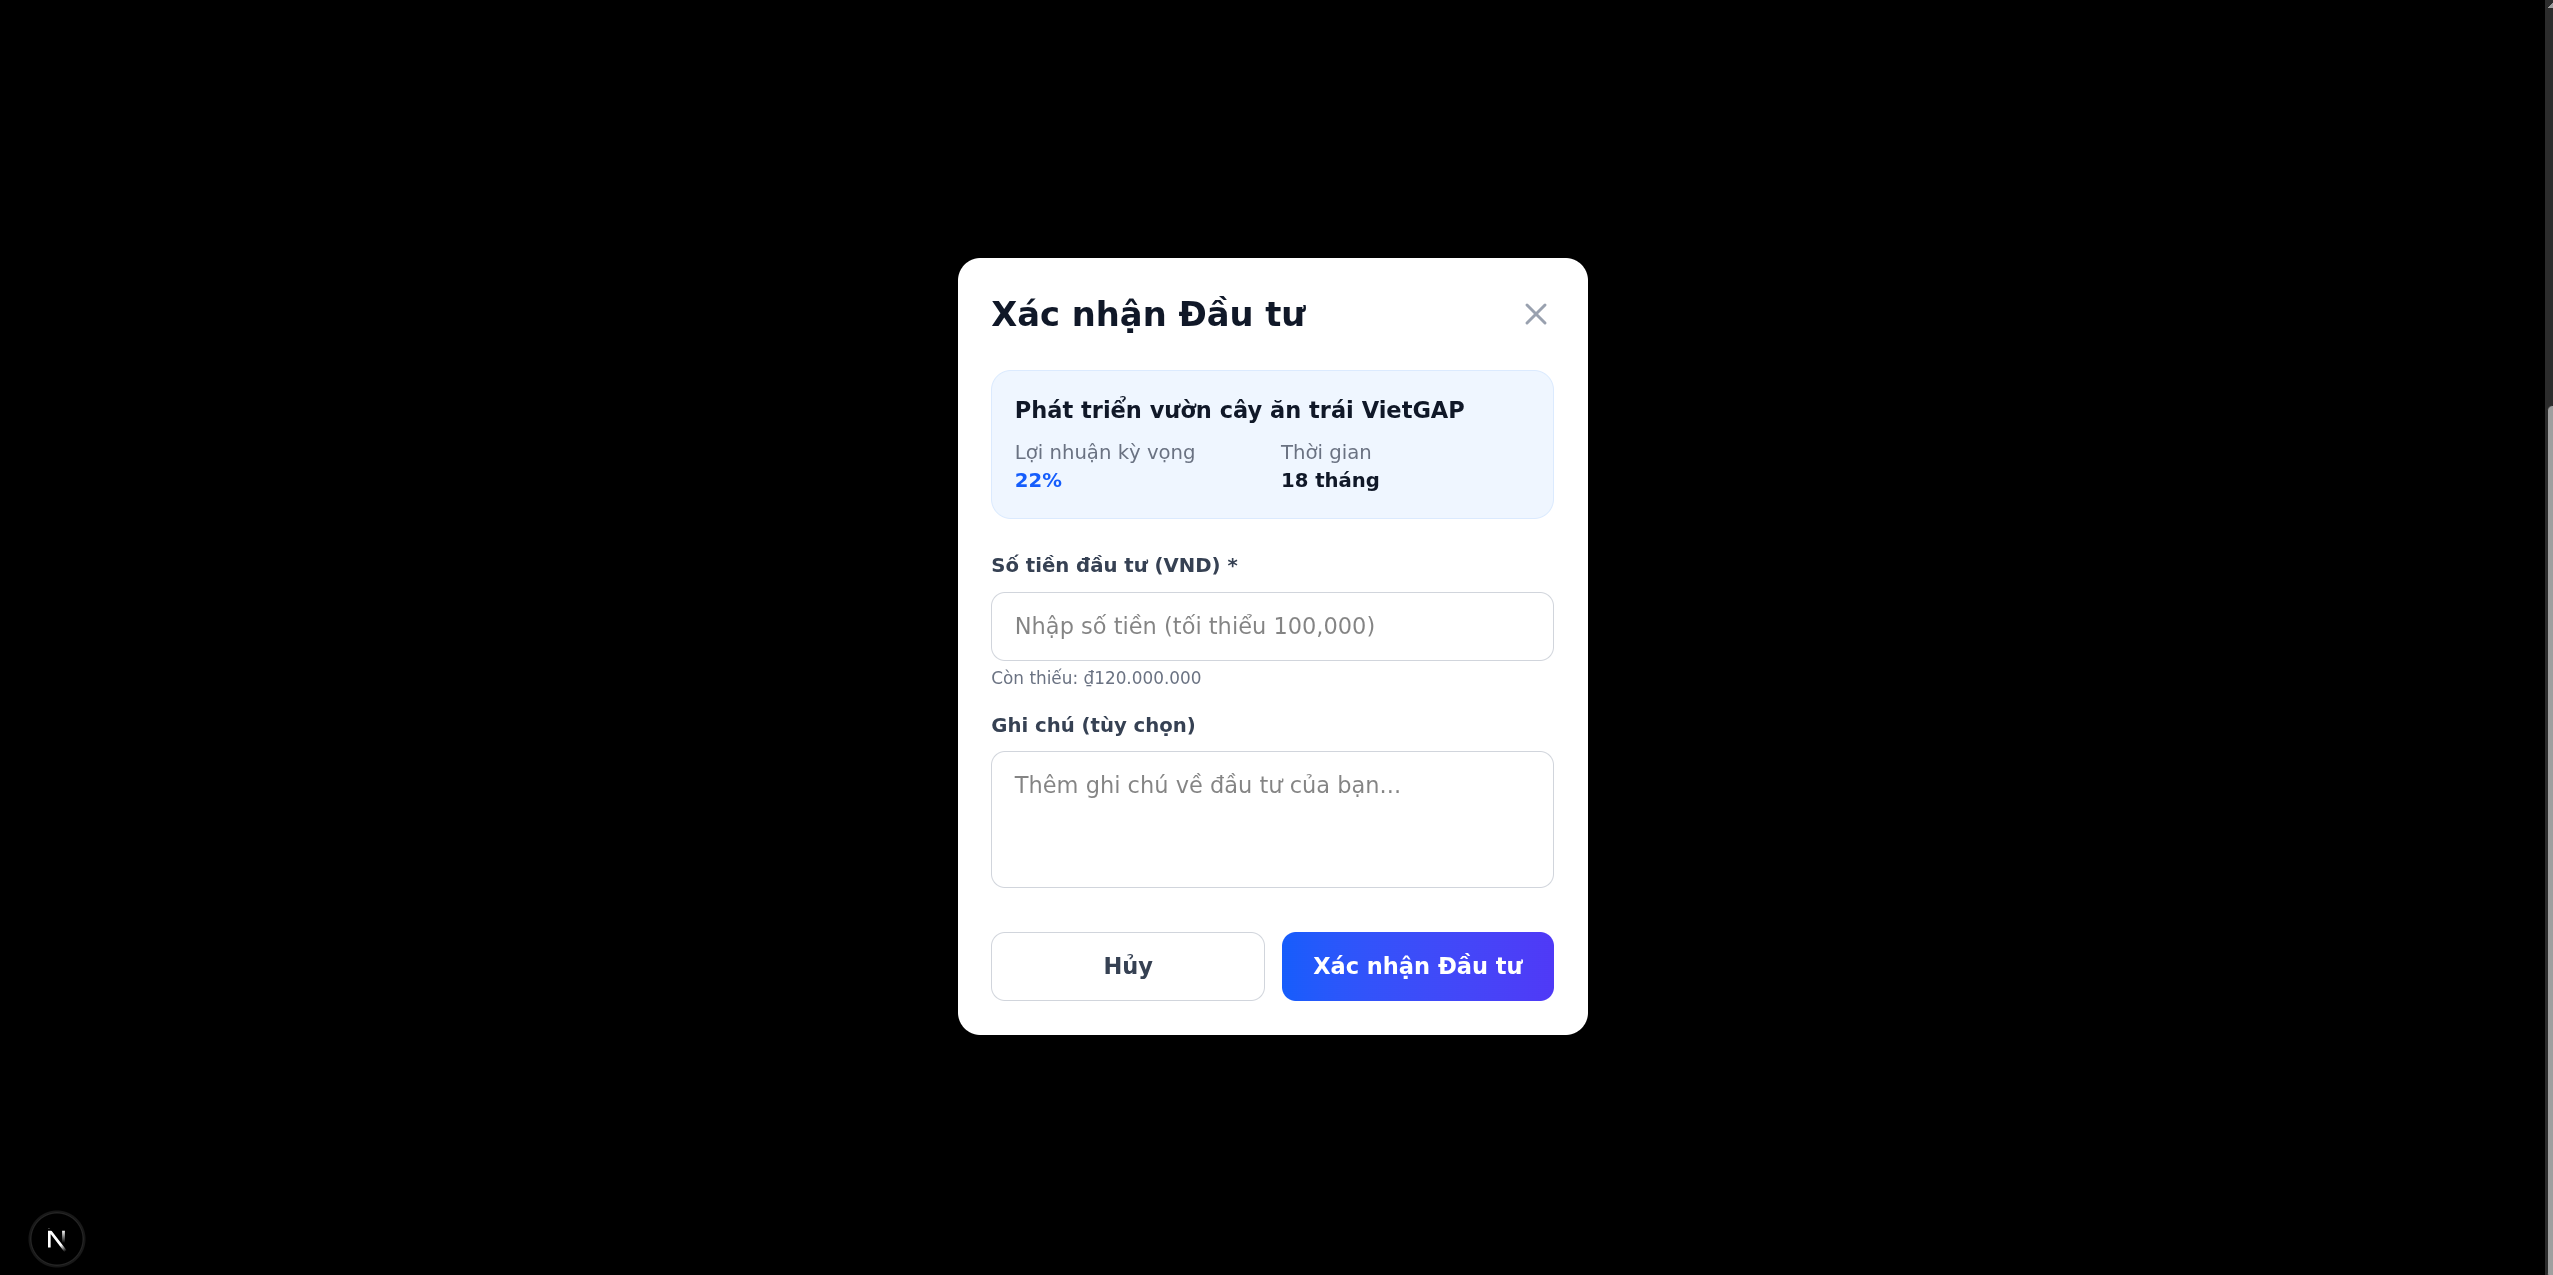 Xác nhận Đầu tư
Phát triển vườn cây ăn trái VietGAP
Lợi nhuận kỳ vọng
22%
Thời gian
18 tháng
Số tiền đầu tư (VND) *
Nhập số tiền (tối thiểu 100,000)
Còn thiếu: ₫120.000.000
Ghi chú (tùy chọn)
Thêm ghi chú về đầu tư của bạn...
Hủy
Xác nhận Đầu tư
N